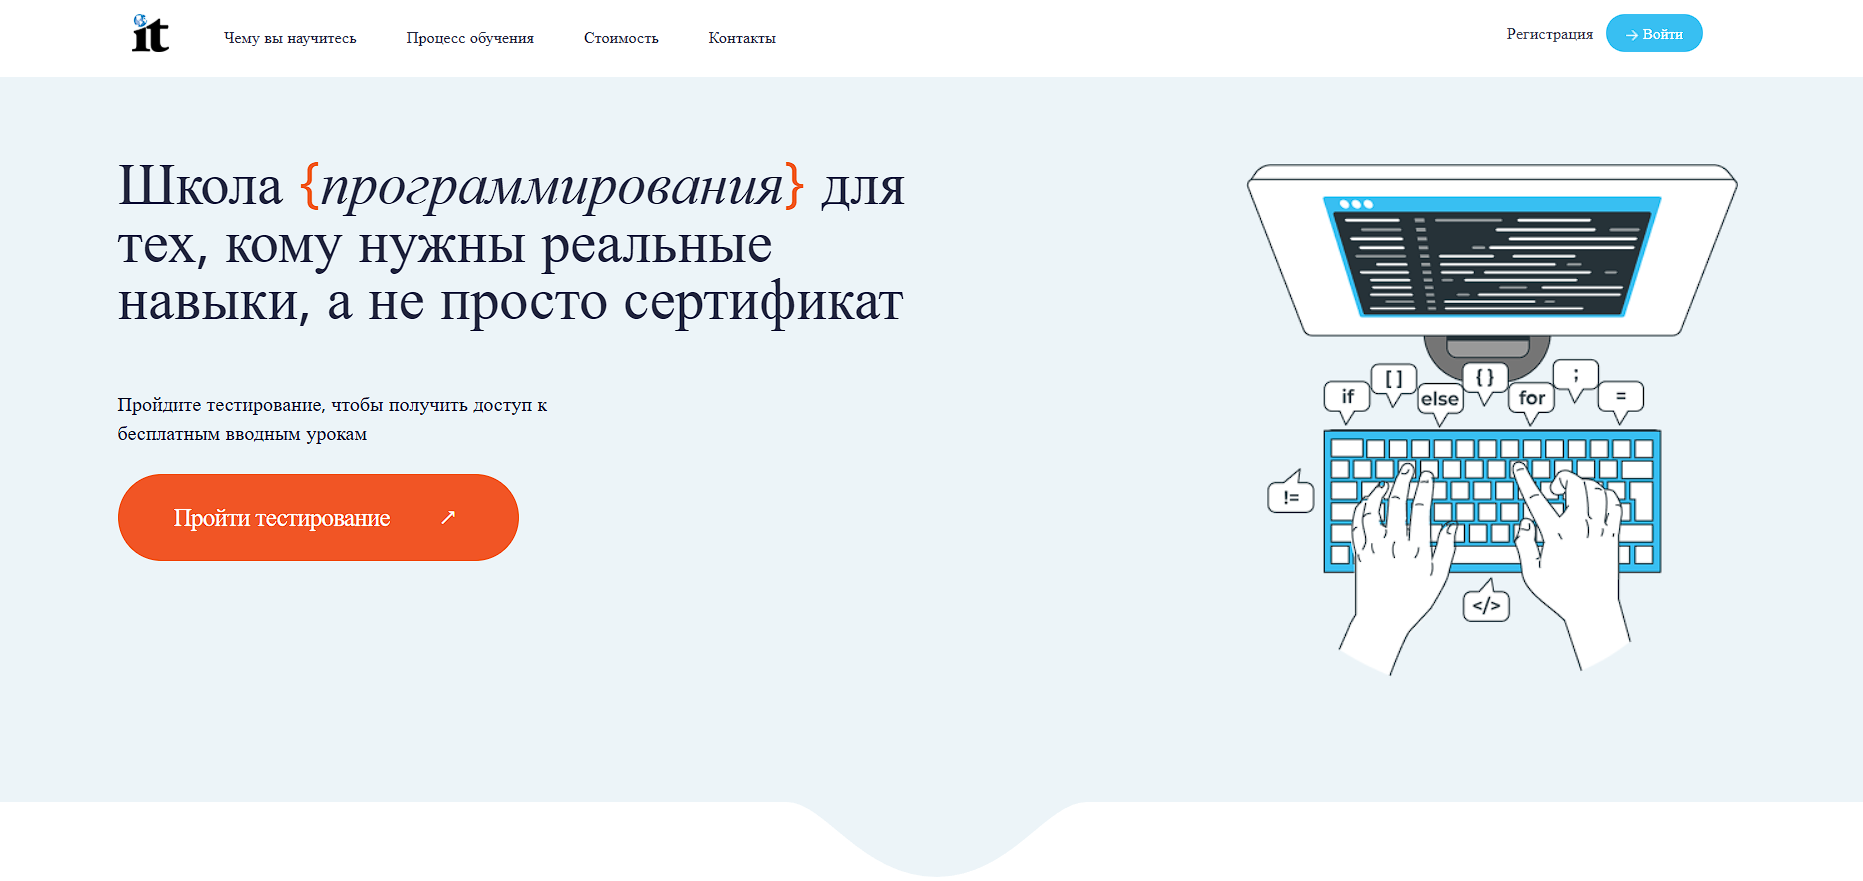 it
Чему вы научитесь
Процесс обучения
Стоимость
Контакты
Регистрация
→ Войти
Школа {программирования} для
тех, кому нужны реальные
навыки, а не просто сертификат
Пройдите тестирование, чтобы получить доступ к
бесплатным вводным урокам
Пройти тестирование ↗
if
[ ]
else
{ }
for
;
=
!=
</>